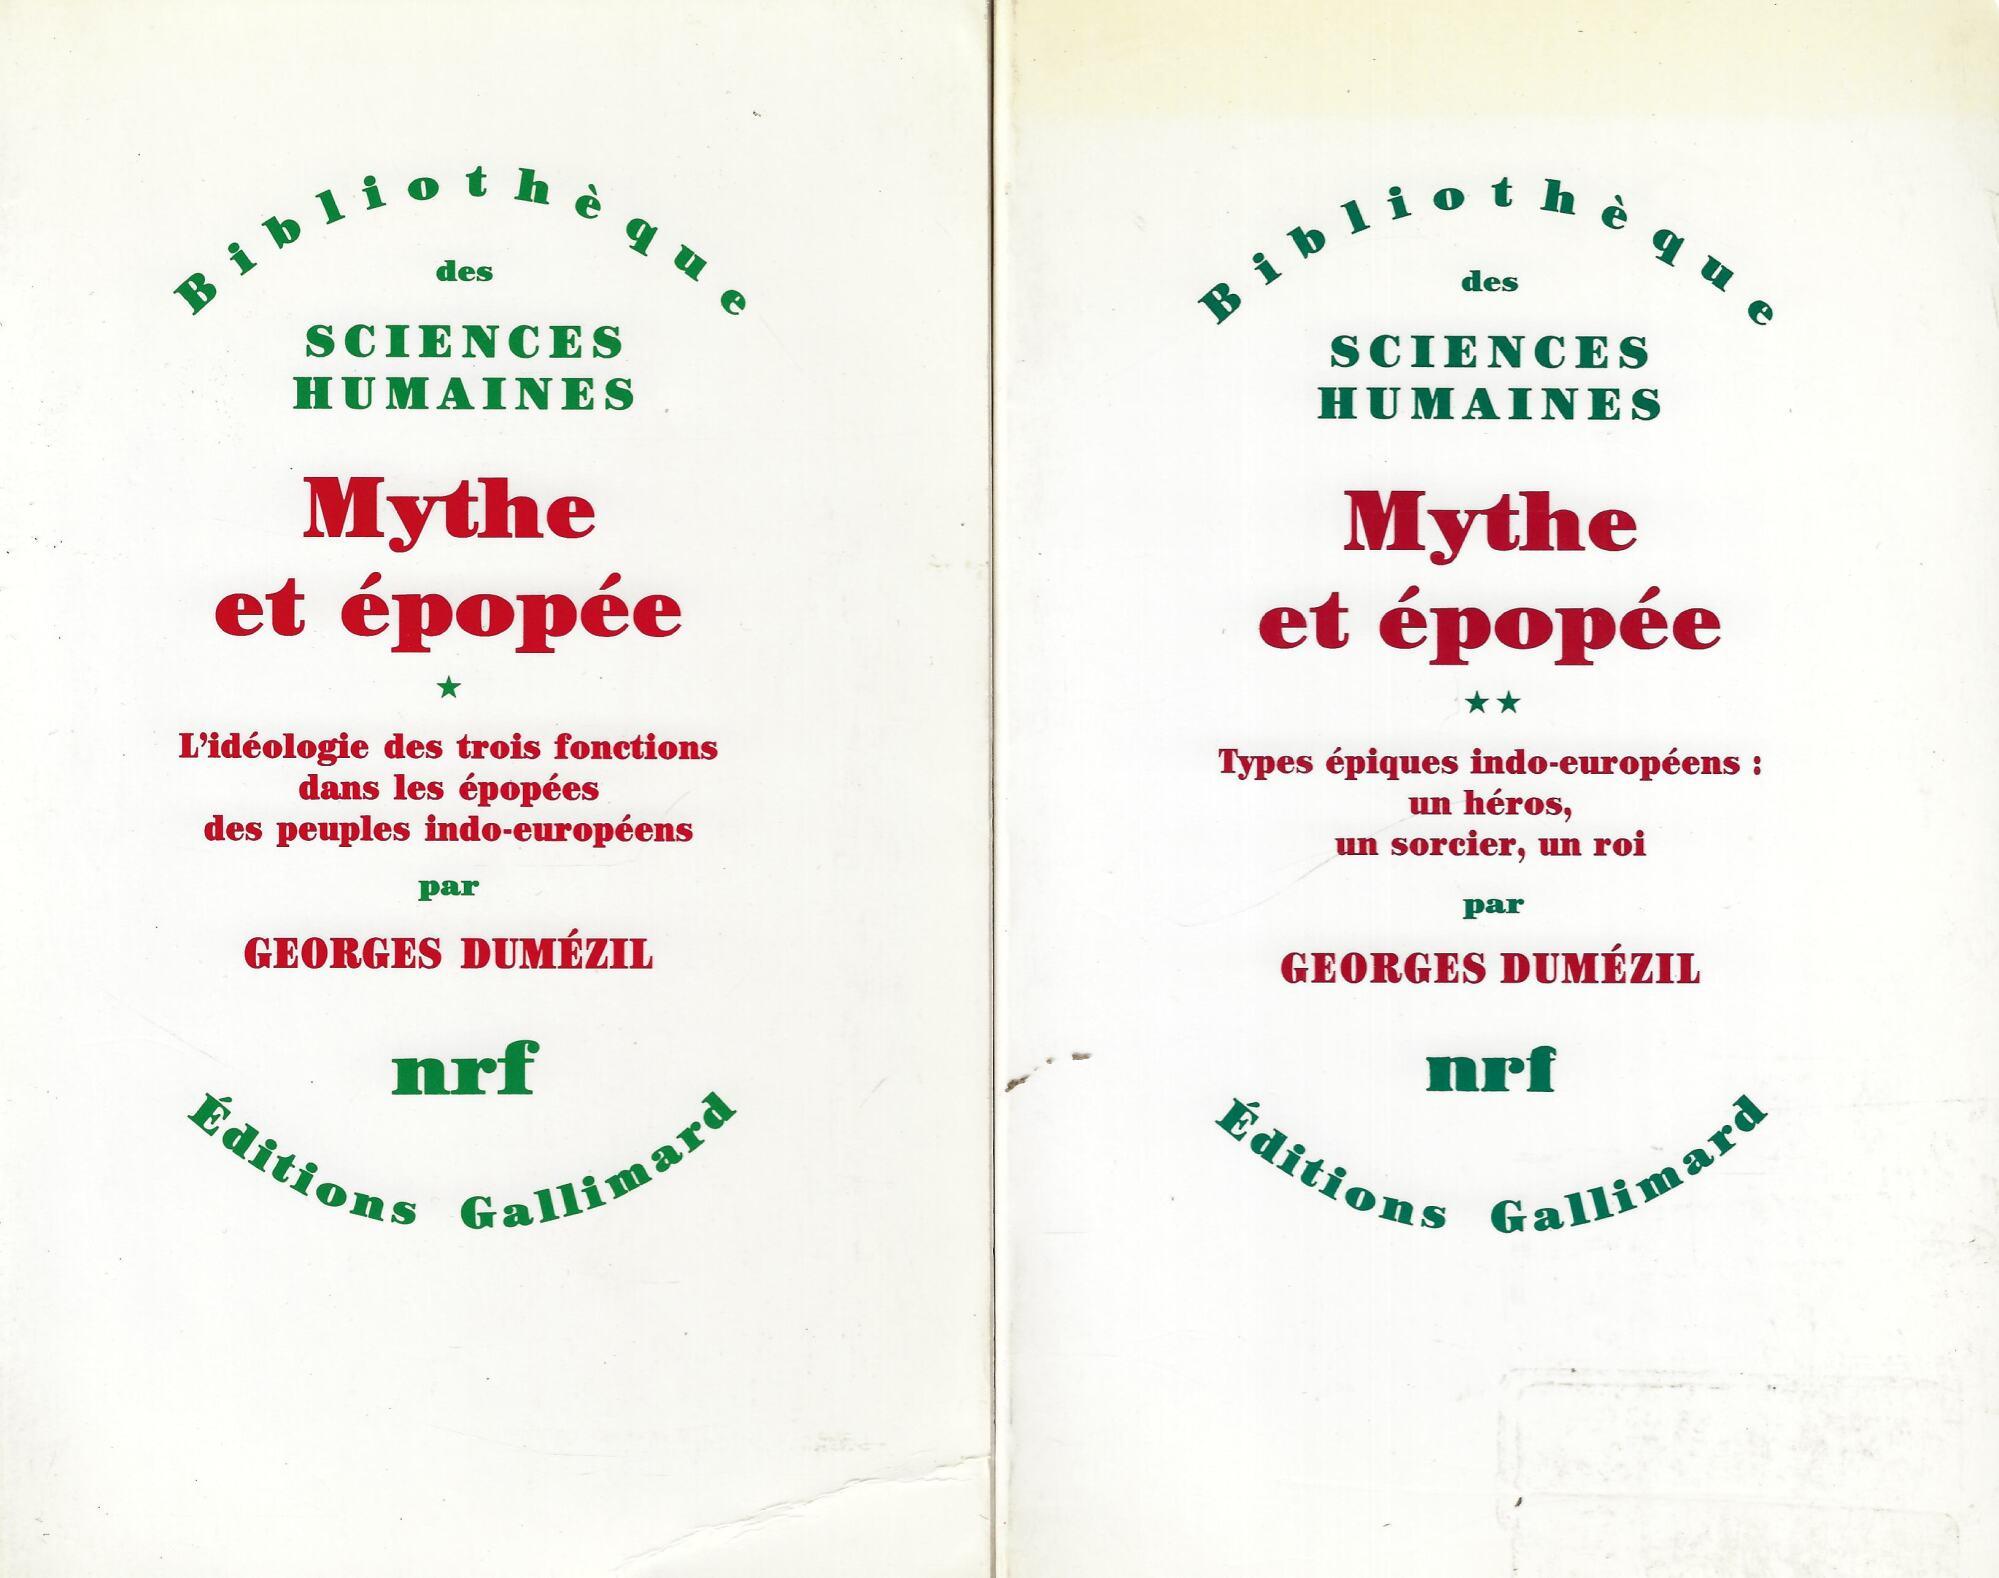 Bibliothèque
des
SCIENCES
HUMAINES
Mythe
et épopée
★
L'idéologie des trois fonctions
dans les épopées
des peuples indo-européens
par
GEORGES DUMÉZIL
nrf
Éditions Gallimard
Bibliothèque
des
SCIENCES
HUMAINES
Mythe
et épopée
★★
Types épiques indo-européens :
un héros,
un sorcier, un roi
par
GEORGES DUMÉZIL
nrf
Éditions Gallimard